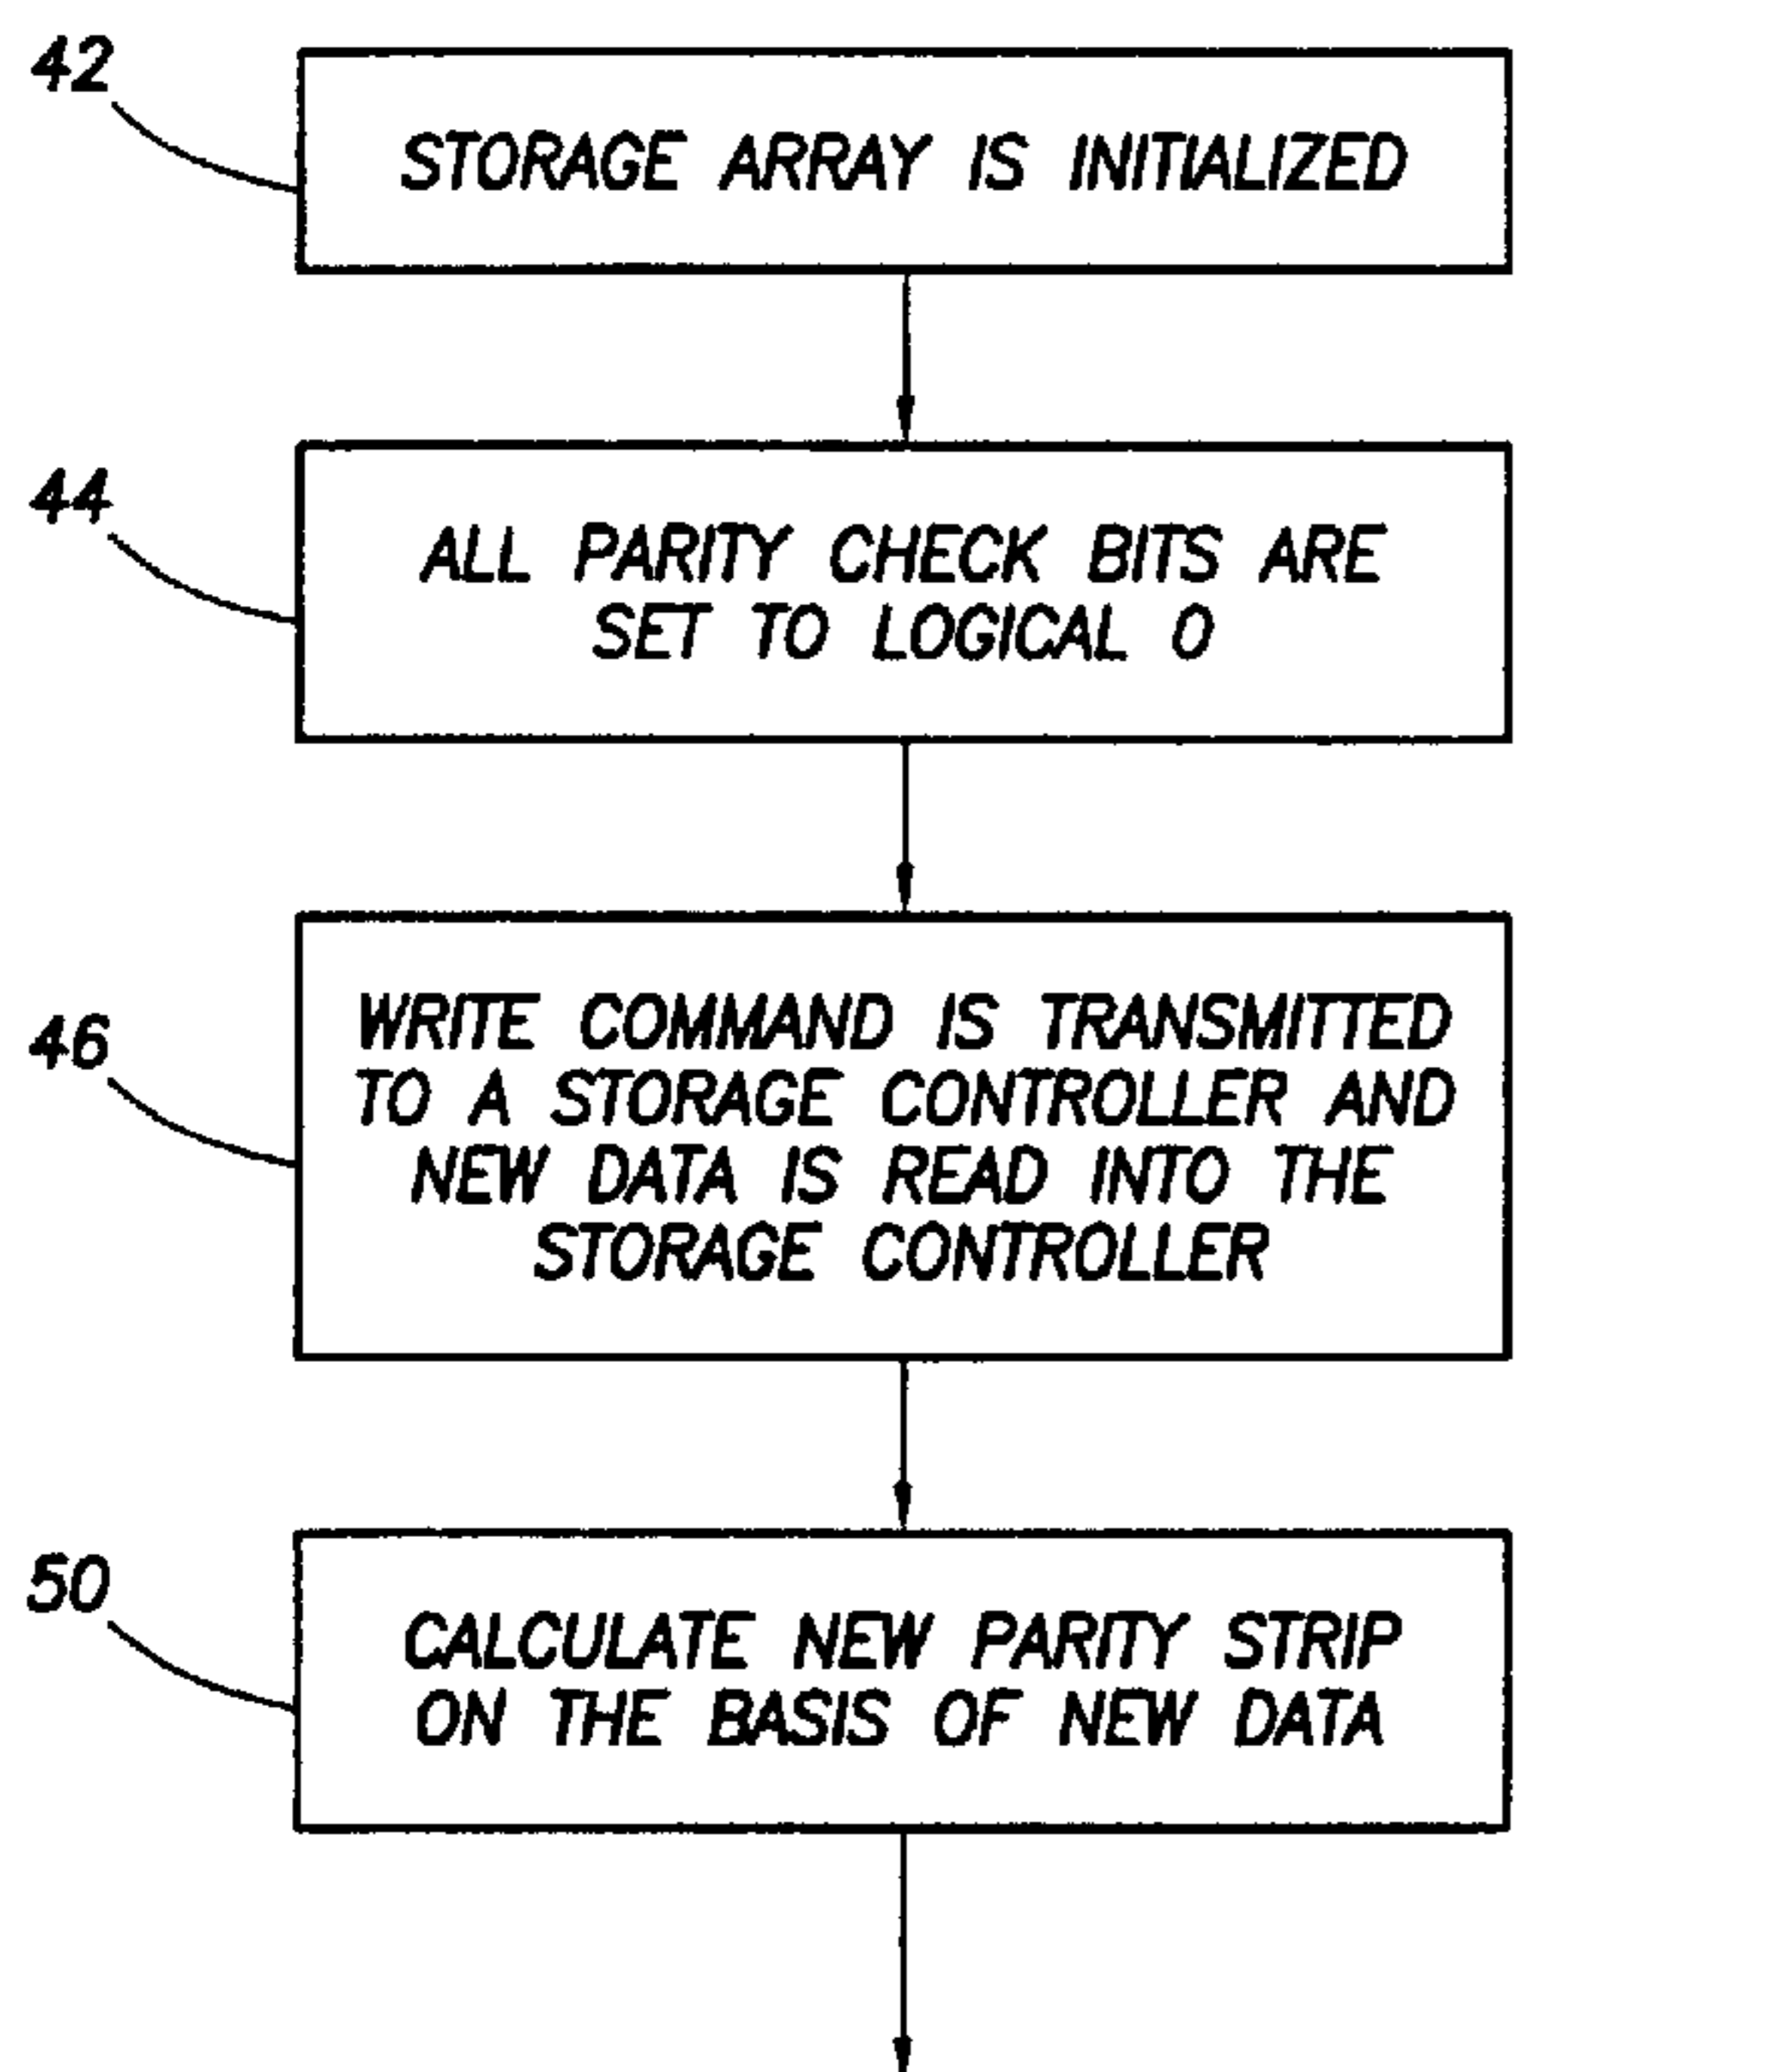 42
STORAGE ARRAY IS INITIALIZED
44
ALL PARITY CHECK BITS ARE
SET TO LOGICAL 0
46
WRITE COMMAND IS TRANSMITTED
TO A STORAGE CONTROLLER AND
NEW DATA IS READ INTO THE
STORAGE CONTROLLER
50
CALCULATE NEW PARITY STRIP
ON THE BASIS OF NEW DATA